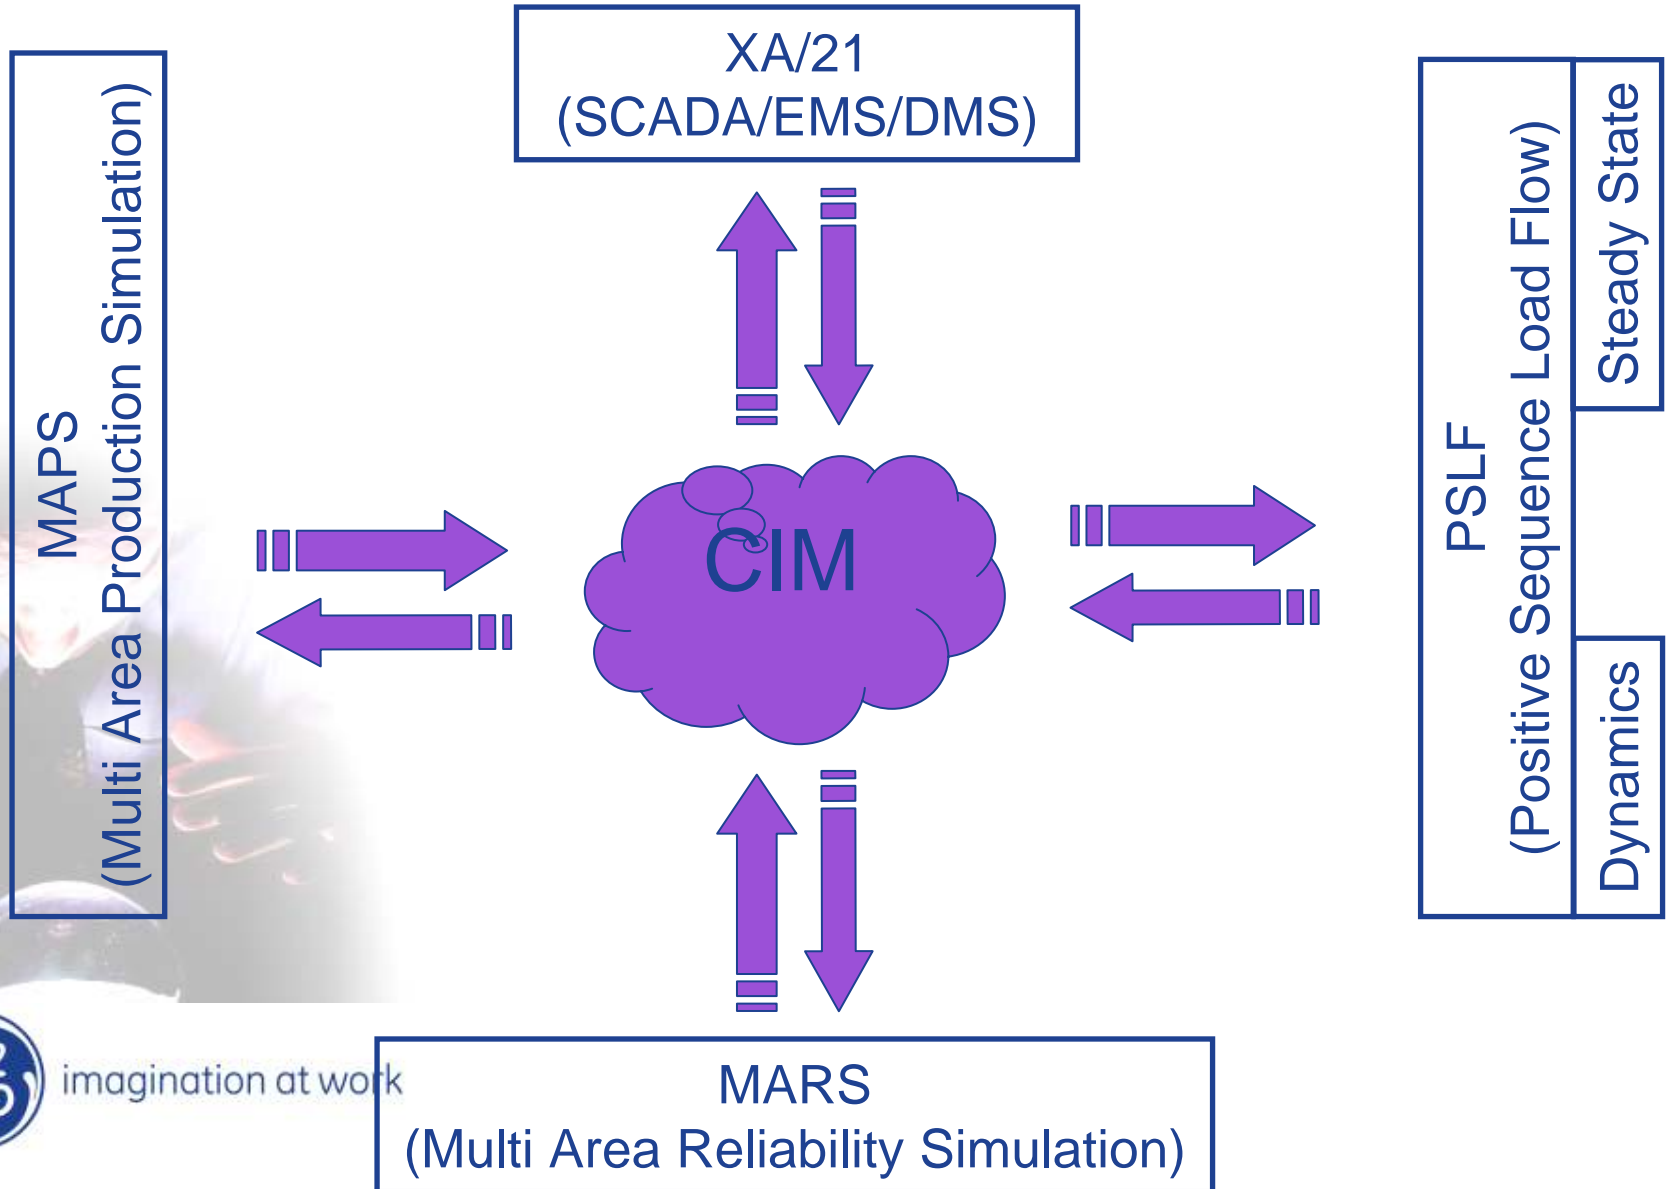 XA/21
(SCADA/EMS/DMS)
MAPS
(Multi Area Production Simulation)
CIM
PSLF
(Positive Sequence Load Flow)
Steady State
Dynamics
imagination at work
MARS
(Multi Area Reliability Simulation)